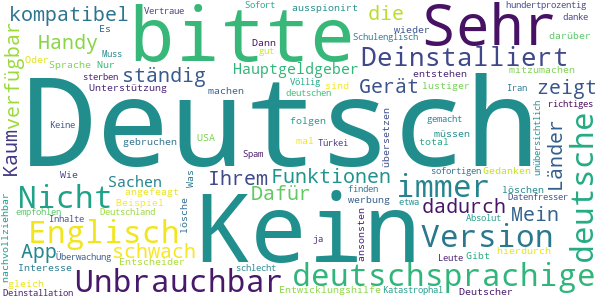 kompatibel
Vertraue
Es
Sofort
ausspioniert
bitte
Sehr
die
hundertprozentig
danke
darüber
wieder
Muss
Schulenglisch
Oder
Handy
Dann
gut
Deinstalliert
verfügbar
Sprache
Nur
Hauptgeldgeber
entstehen
mitzumachen
sterben
Völlig
sind
Unterstützung
ständig
Gerät
zeigt
lustiger
Iran
machen
deutschen
Deutsch
richtiges
Kaum
Keine
gebruchen
USA
folgen
mal
Türkei
übersetzen
gemacht
müssen
total
unübersichtlich
Länder
deutsche
Spam
Wie
Was
Ihrem
Funktionen
sofortigen
Gedanken
Sachen
Dafür
immer
löschen
Nicht
angefeagt
Beispiel
Kein
finden
werbung
etwa
Datenfresser
dadurch
Mein
empfohlen
Deutschland
Inhalte
lösche
ansonsten
Englisch
Version
nachvollziehbar
Entscheider
ja
Absolut
hierdurch
App
schwach
Überwachung
Leute
Gibt
Interesse
schlecht
gleich
Unbrauchbar
deutschsprachige
Deinstallation
Entwicklungshilfe
Katastrophal
Deutscher